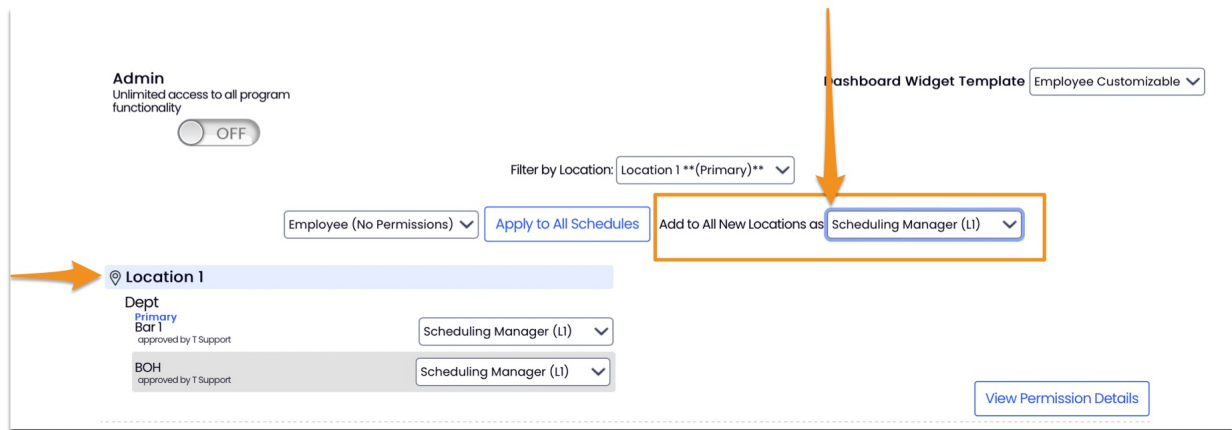 Admin
Unlimited access to all program
functionality
OFF
Dashboard Widget Template Employee Customizable
Filter by Location: Location 1 **(Primary)**
Employee (No Permissions) Apply to All Schedules Add to All New Locations as Scheduling Manager (L1)
Location 1
Dept
Primary
Bar 1 Scheduling Manager (L1)
approved by T Support
BOH Scheduling Manager (L1)
approved by T Support
View Permission Details